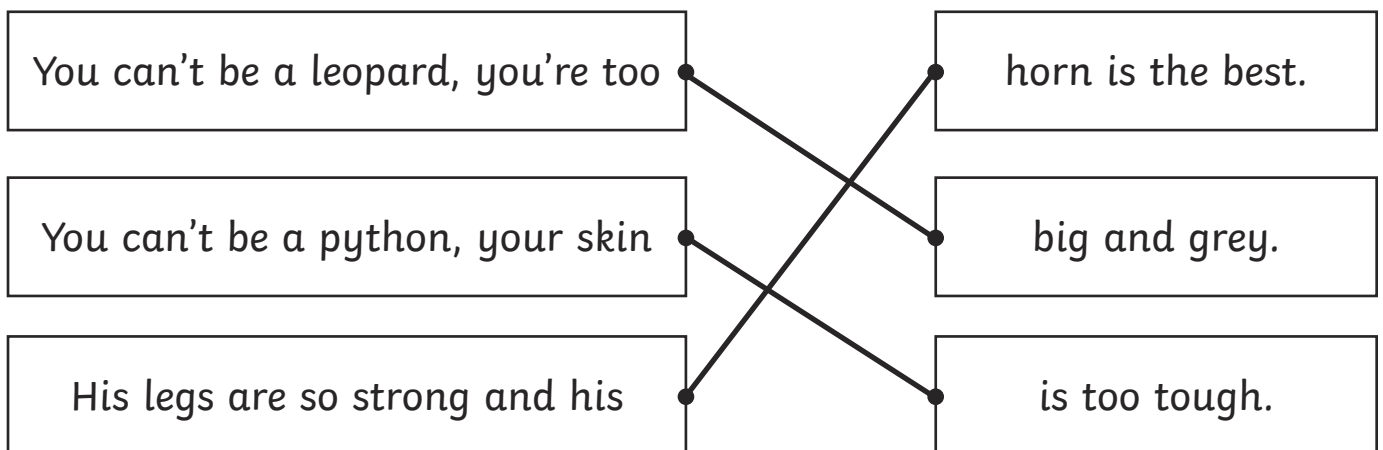 You can't be a leopard, you're too
horn is the best.
You can't be a python, your skin
big and grey.
His legs are so strong and his
is too tough.